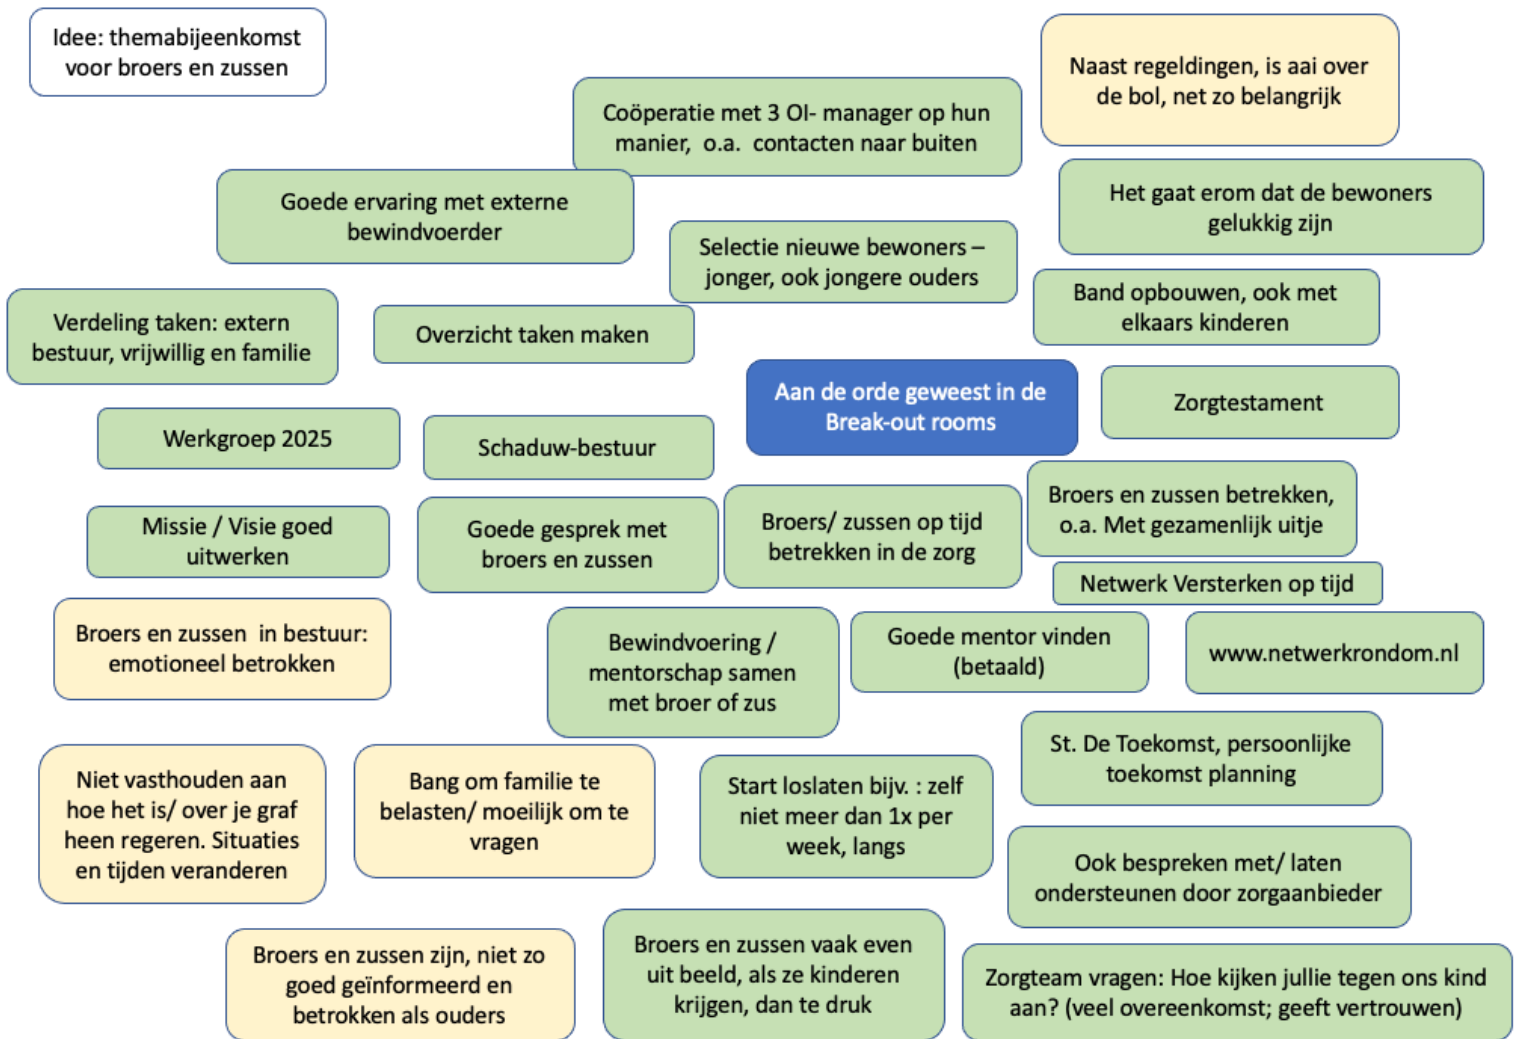 Idee: themabijeenkomst
voor broers en zussen
Naast regeldingen, is aai over
de bol, net zo belangrijk
Coöperatie met 3 OI- manager op hun
manier,  o.a.  contacten naar buiten
Goede ervaring met externe
bewindvoerder
Het gaat erom dat de bewoners
gelukkig zijn
Selectie nieuwe bewoners –
jonger, ook jongere ouders
Band opbouwen, ook met
elkaars kinderen
Verdeling taken: extern
bestuur, vrijwillig en familie
Overzicht taken maken
Aan de orde geweest in de
Break-out rooms
Zorgtestament
Werkgroep 2025
Schaduw-bestuur
Broers en zussen betrekken,
o.a. Met gezamenlijk uitje
Missie / Visie goed
uitwerken
Goede gesprek met
broers en zussen
Broers/ zussen op tijd
betrekken in de zorg
Netwerk Versterken op tijd
Broers en zussen  in bestuur:
emotioneel betrokken
Bewindvoering /
mentorschap samen
met broer of zus
Goede mentor vinden
(betaald)
www.netwerkrondom.nl
St. De Toekomst, persoonlijke
toekomst planning
Niet vasthouden aan
hoe het is/ over je graf
heen regeren. Situaties
en tijden veranderen
Bang om familie te
belasten/ moeilijk om te
vragen
Start loslaten bijv. : zelf
niet meer dan 1x per
week, langs
Ook bespreken met/ laten
ondersteunen door zorgaanbieder
Broers en zussen zijn, niet zo
goed geïnformeerd en
betrokken als ouders
Broers en zussen vaak even
uit beeld, als ze kinderen
krijgen, dan te druk
Zorgteam vragen: Hoe kijken jullie tegen ons kind
aan? (veel overeenkomst; geeft vertrouwen)